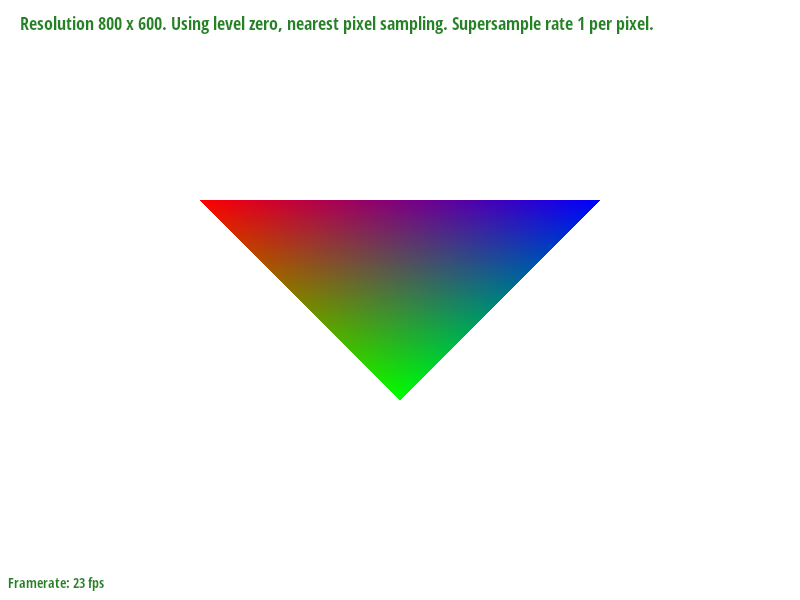 Resolution 800 x 600. Using level zero, nearest pixel sampling. Supersample rate 1 per pixel.
Framerate: 23 fps